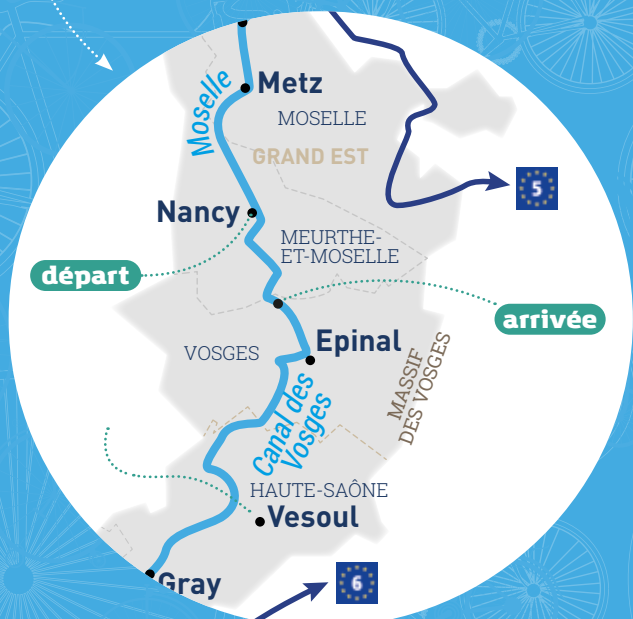 Metz
Moselle
MOSELLE
GRAND EST
5
Nancy
MEURTHE-
ET-MOSELLE
départ
arrivée
Epinal
VOSGES
MASSIF
DES VOSGES
Canal des
Vosges
HAUTE-SAÔNE
Vesoul
Gray
6